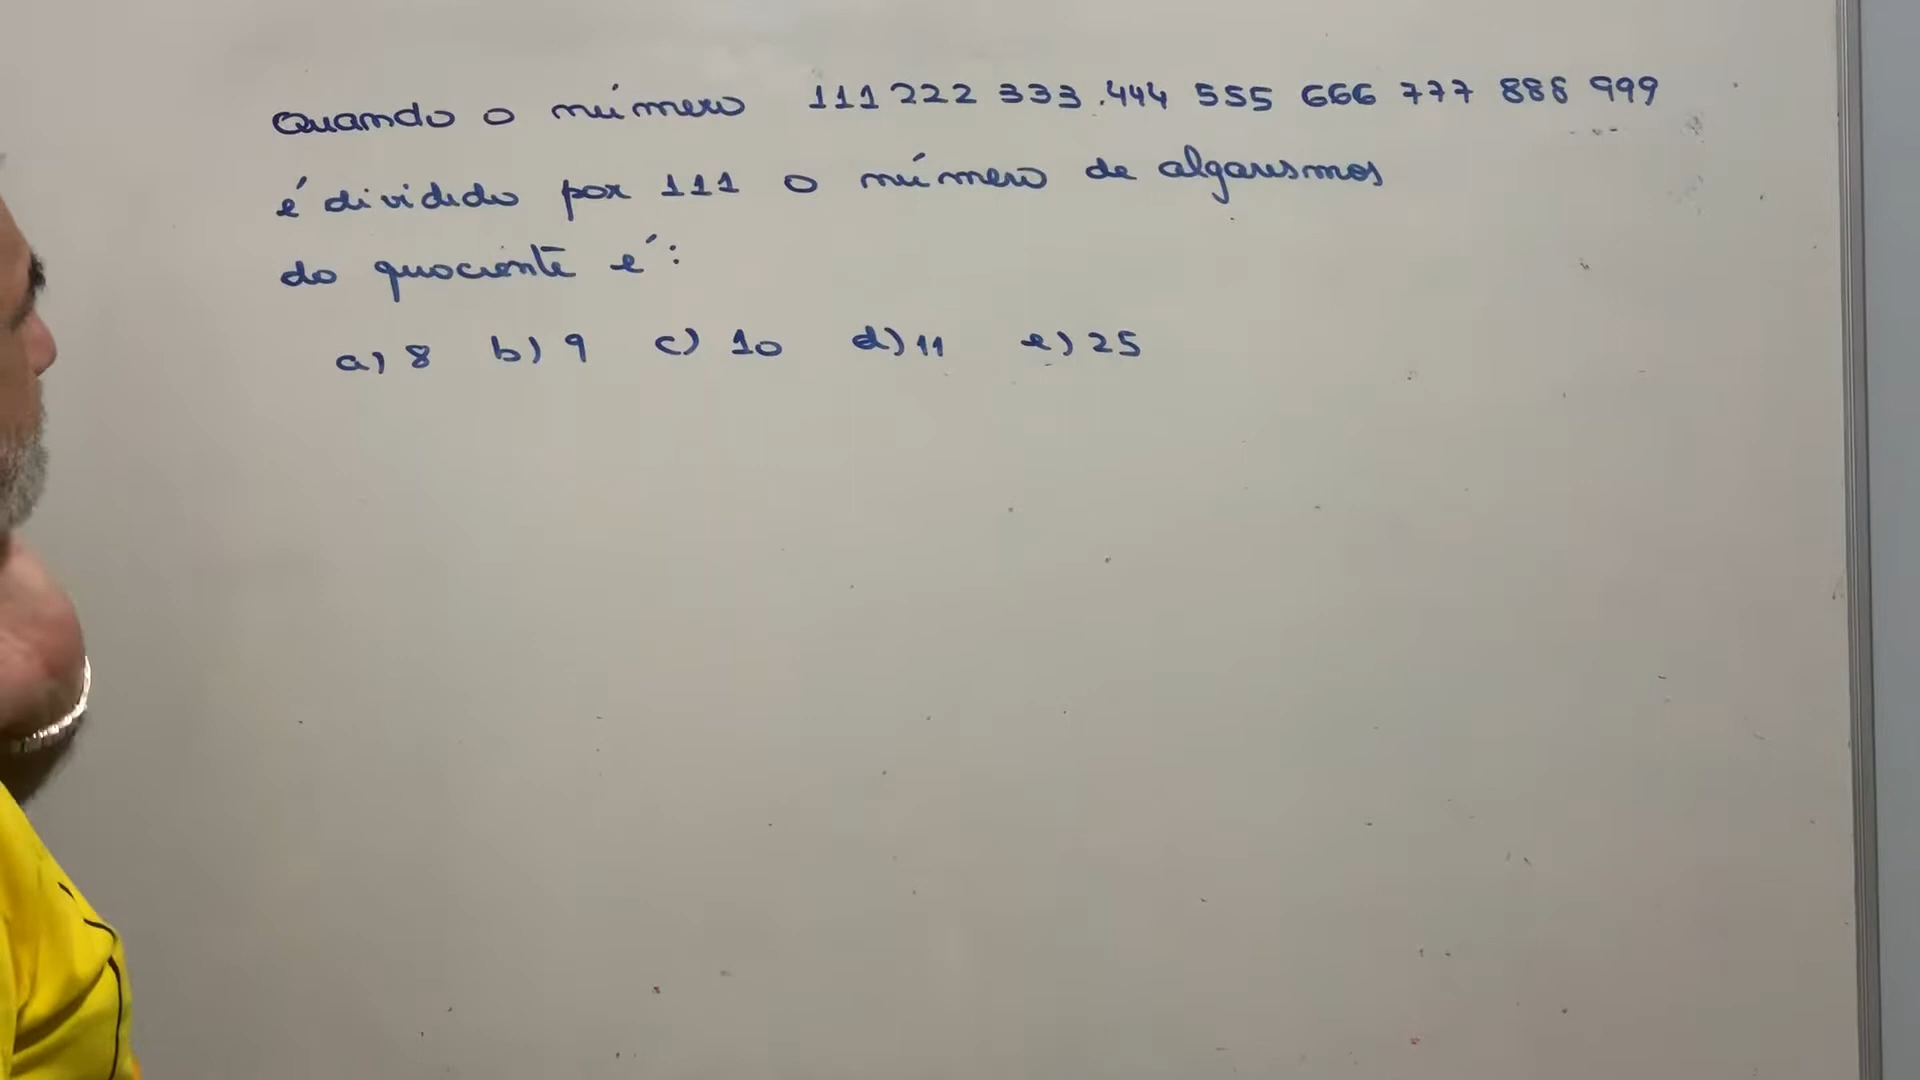 Quando o número 111 222 333.444 555 666 777 888 999
é dividido por 111 o número de algarismos
do quociente é:
a) 8 b) 9 c) 10 d) 11 e) 25